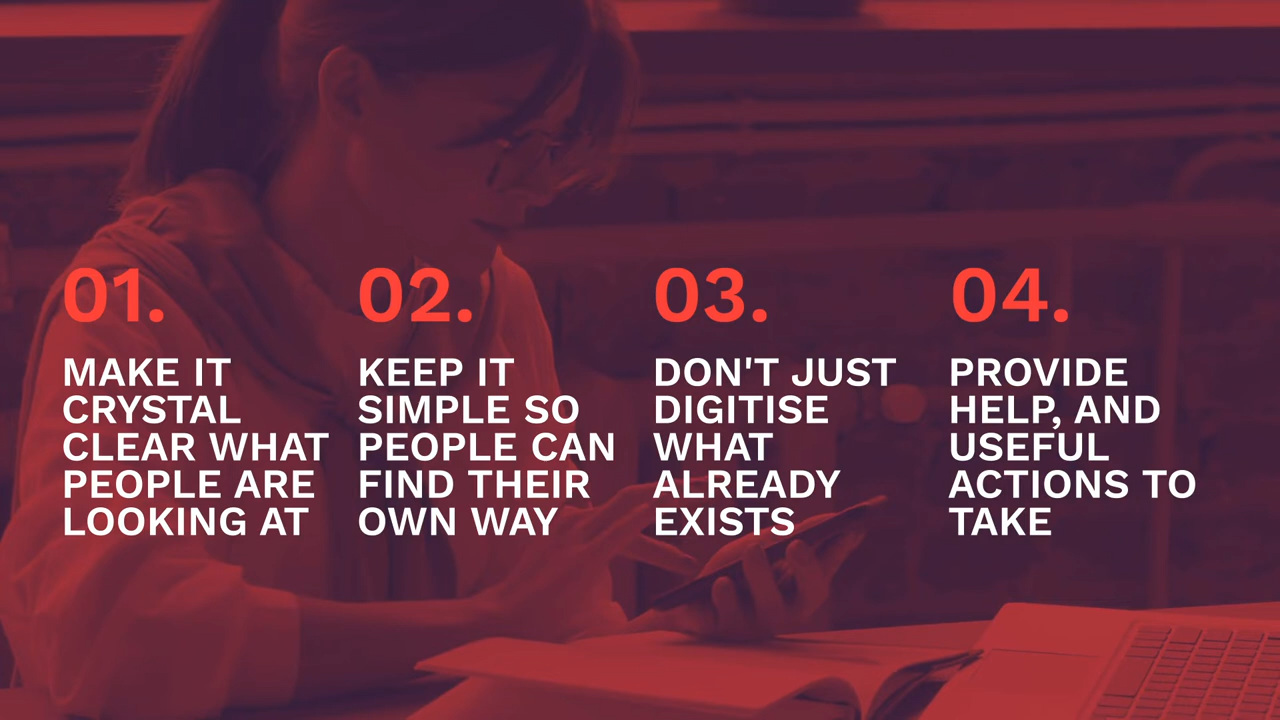 01.
MAKE IT
CRYSTAL
CLEAR WHAT
PEOPLE ARE
LOOKING AT
02.
KEEP IT
SIMPLE SO
PEOPLE CAN
FIND THEIR
OWN WAY
03.
DON'T JUST
DIGITISE
WHAT
ALREADY
EXISTS
04.
PROVIDE
HELP, AND
USEFUL
ACTIONS TO
TAKE